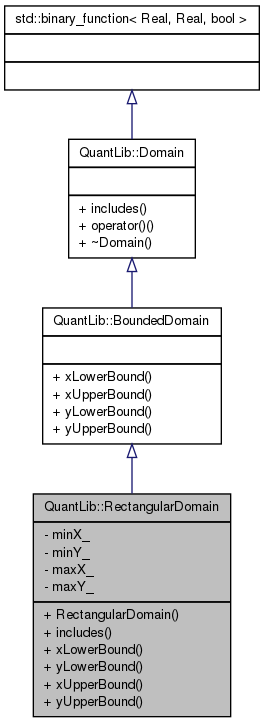 std::binary_function< Real, Real, bool >
QuantLib::Domain
+ includes()
+ operator()()
+ ~Domain()
QuantLib::BoundedDomain
+ xLowerBound()
+ xUpperBound()
+ yLowerBound()
+ yUpperBound()
QuantLib::RectangularDomain
- minX_
- minY_
- maxX_
- maxY_
+ RectangularDomain()
+ includes()
+ xLowerBound()
+ yLowerBound()
+ xUpperBound()
+ yUpperBound()